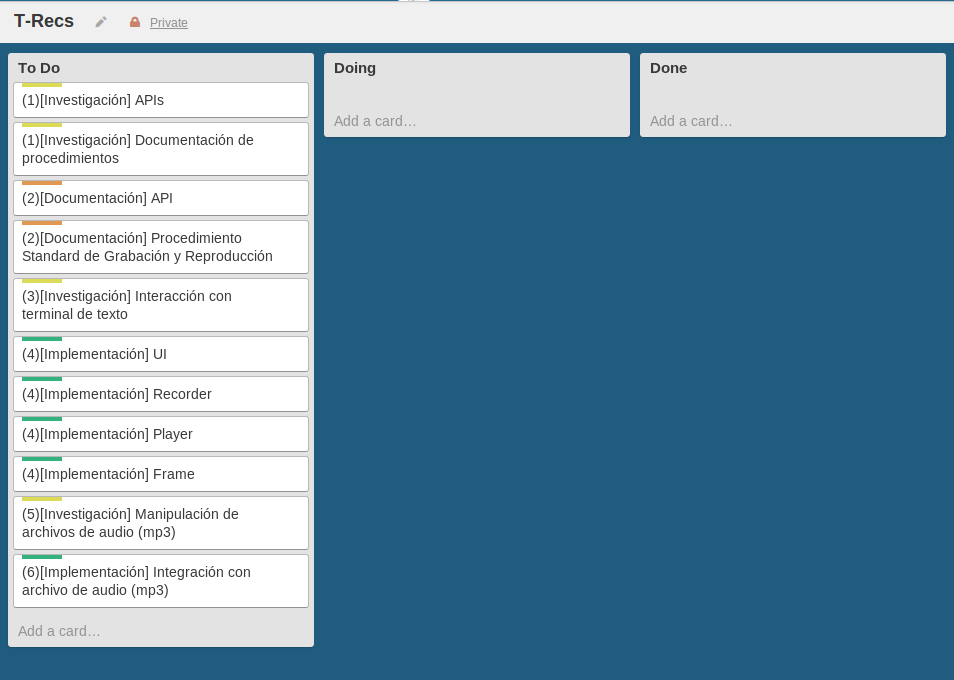 T-Recs Private
To Do
(1)[Investigación] APIs
(1)[Investigación] Documentación de
procedimientos
(2)[Documentación] API
(2)[Documentación] Procedimiento
Standard de Grabación y Reproducción
(3)[Investigación] Interacción con
terminal de texto
(4)[Implementación] UI
(4)[Implementación] Recorder
(4)[Implementación] Player
(4)[Implementación] Frame
(5)[Investigación] Manipulación de
archivos de audio (mp3)
(6)[Implementación] Integración con
archivo de audio (mp3)
Add a card…
Doing
Add a card…
Done
Add a card…